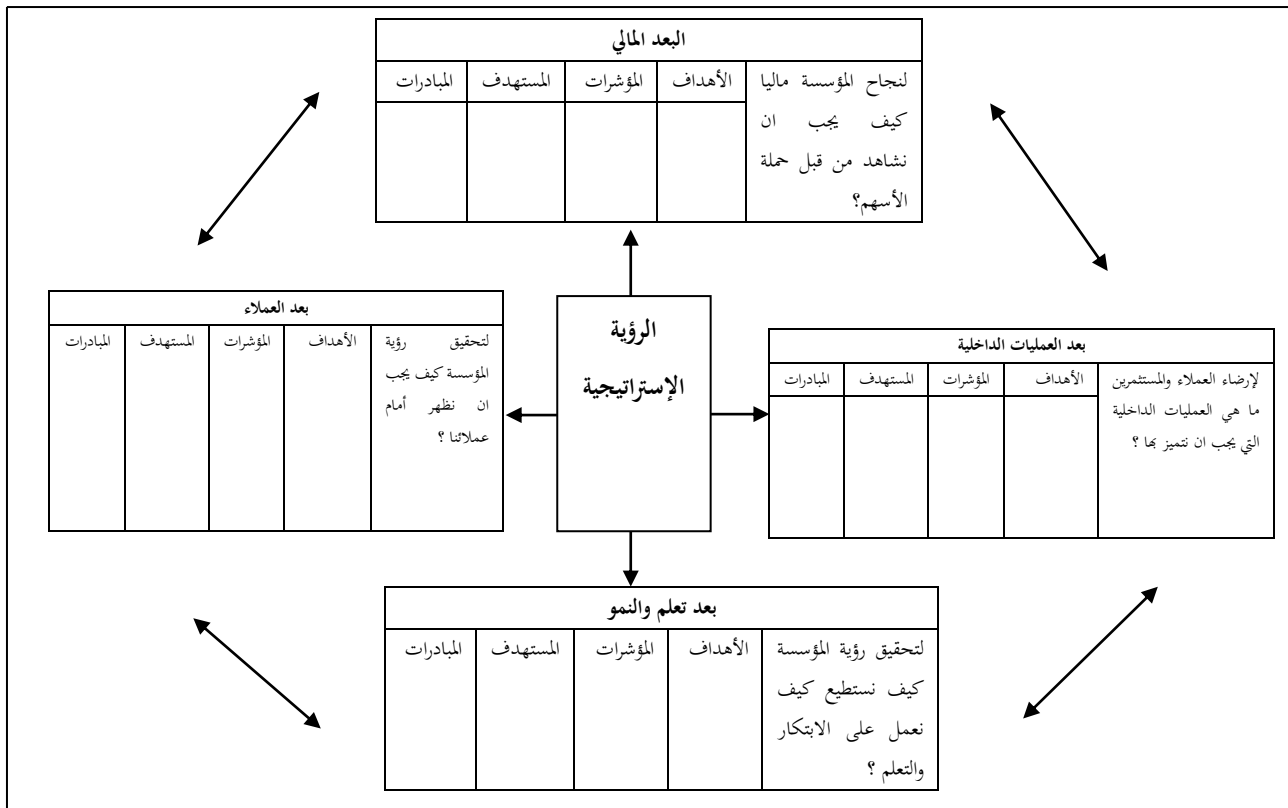 البعد المالي
لنجاح المؤسسة ماليا
كيف يجب ان
نشاهد من قبل حملة
الأسهم؟
الأهداف
المؤشرات
المستهدف
المبادرات
الرؤية
الإستراتيجية
بعد العمليات الداخلية
لإرضاء العملاء والمستثمرين
ما هي العمليات الداخلية
التي يجب ان نتميز بها ؟
الأهداف
المؤشرات
المستهدف
المبادرات
بعد العملاء
لتحقيق رؤية
المؤسسة كيف يجب
ان نظهر أمام
عملائنا ؟
الأهداف
المؤشرات
المستهدف
المبادرات
بعد تعلم والنمو
لتحقيق رؤية المؤسسة
كيف نستطيع كيف
نعمل على الابتكار
والتعلم ؟
الأهداف
المؤشرات
المستهدف
المبادرات